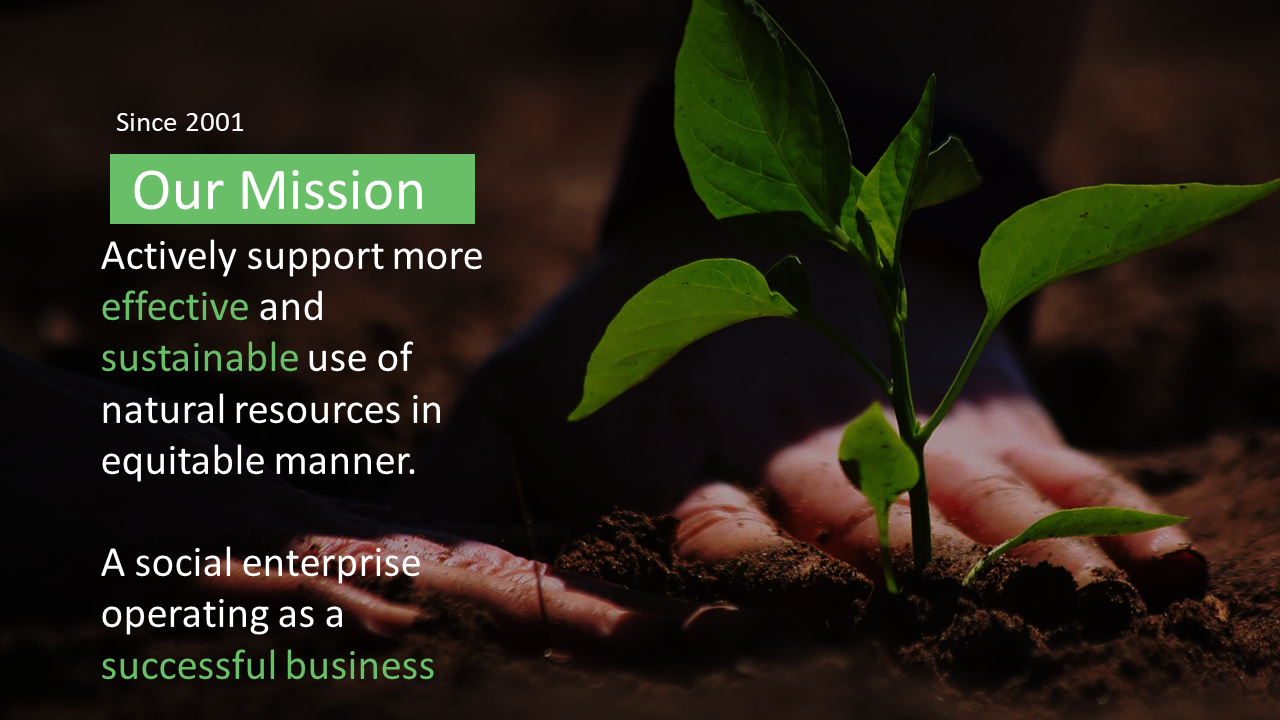 Since 2001
Our Mission
Actively support more
effective and
sustainable use of
natural resources in
equitable manner.
A social enterprise
operating as a
successful business